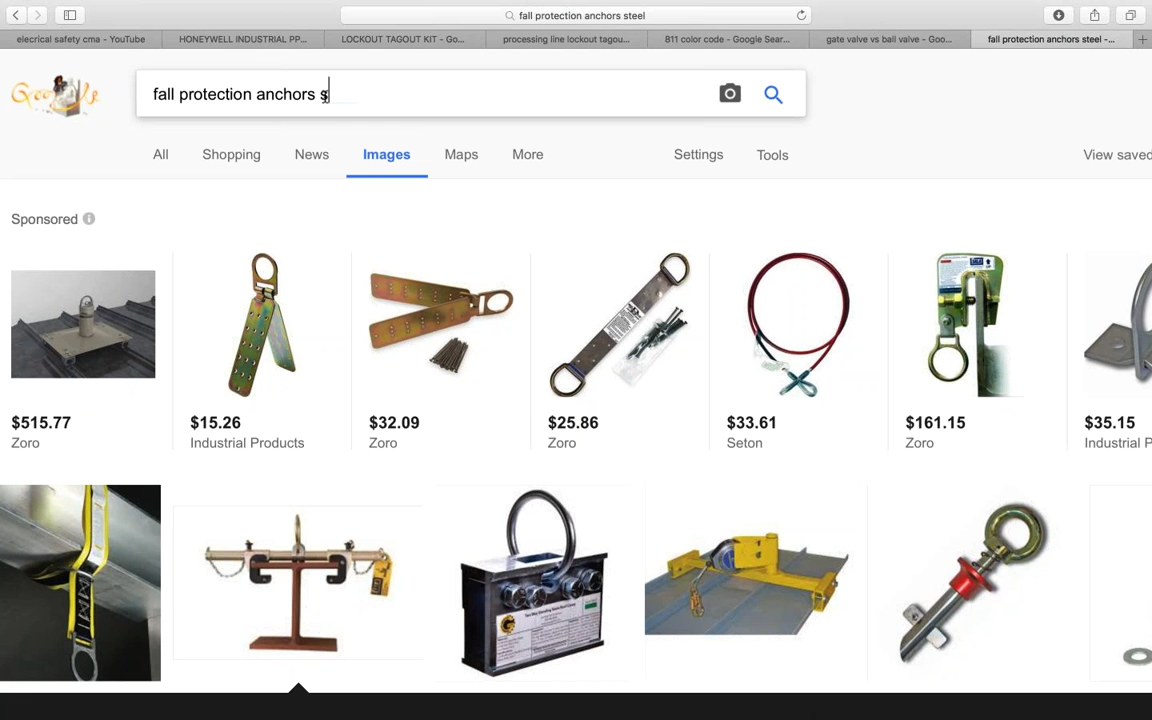 fall protection anchors steel
elecrical safety cma - YouTube
HONEYWELL INDUSTRIAL PP...
LOCKOUT TAGOUT KIT - Go...
processing line lockout tagou...
811 color code - Google Sear...
gate valve vs ball valve - Goo...
fall protection anchors steel -...
fall protection anchors s
All
Shopping
News
Images
Maps
More
Settings
Tools
View saved
Sponsored
$515.77
Zoro
$15.26
Industrial Products
$32.09
Zoro
$25.86
Zoro
$33.61
Seton
$161.15
Zoro
$35.15
Industrial P